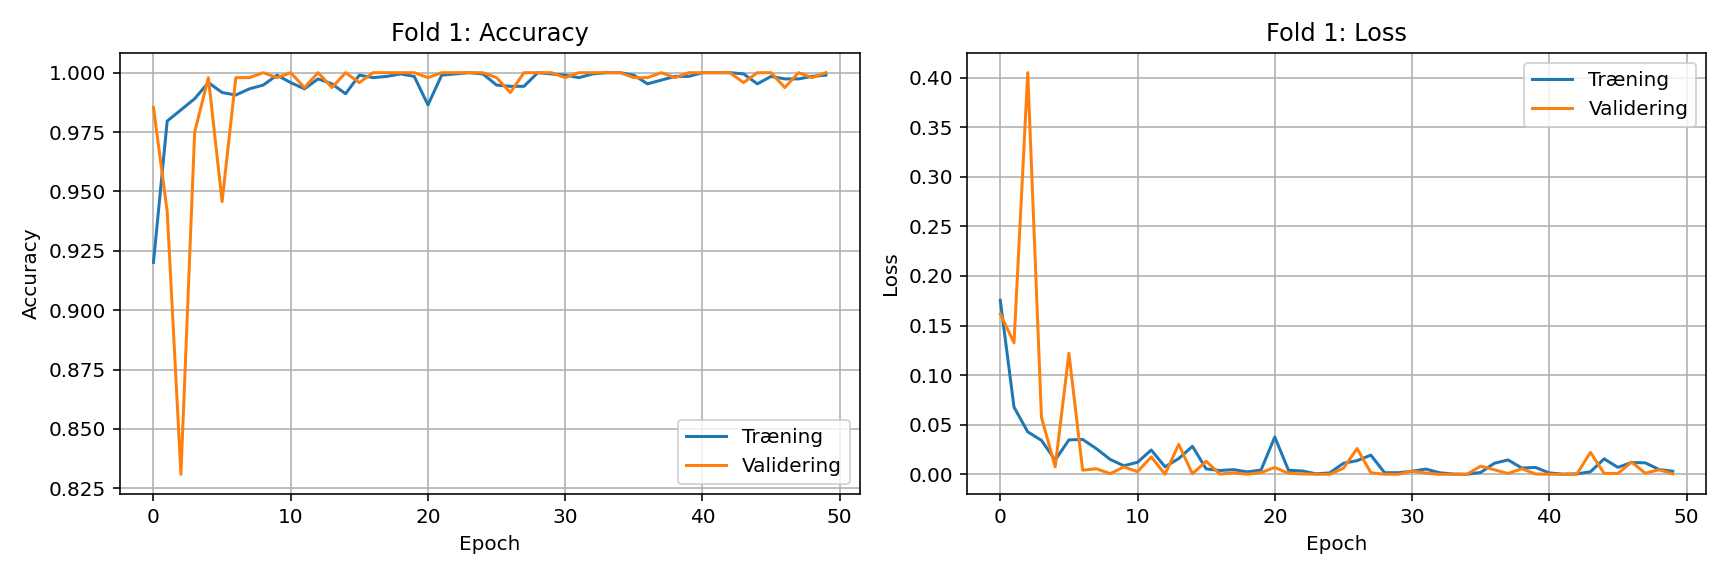 Fold 1: Accuracy
Accuracy
1.000
0.975
0.950
0.925
0.900
0.875
0.850
0.825
Træning
Validering
0 10 20 30 40 50
Epoch
Fold 1: Loss
Loss
0.40
0.35
0.30
0.25
0.20
0.15
0.10
0.05
0.00
Træning
Validering
0 10 20 30 40 50
Epoch